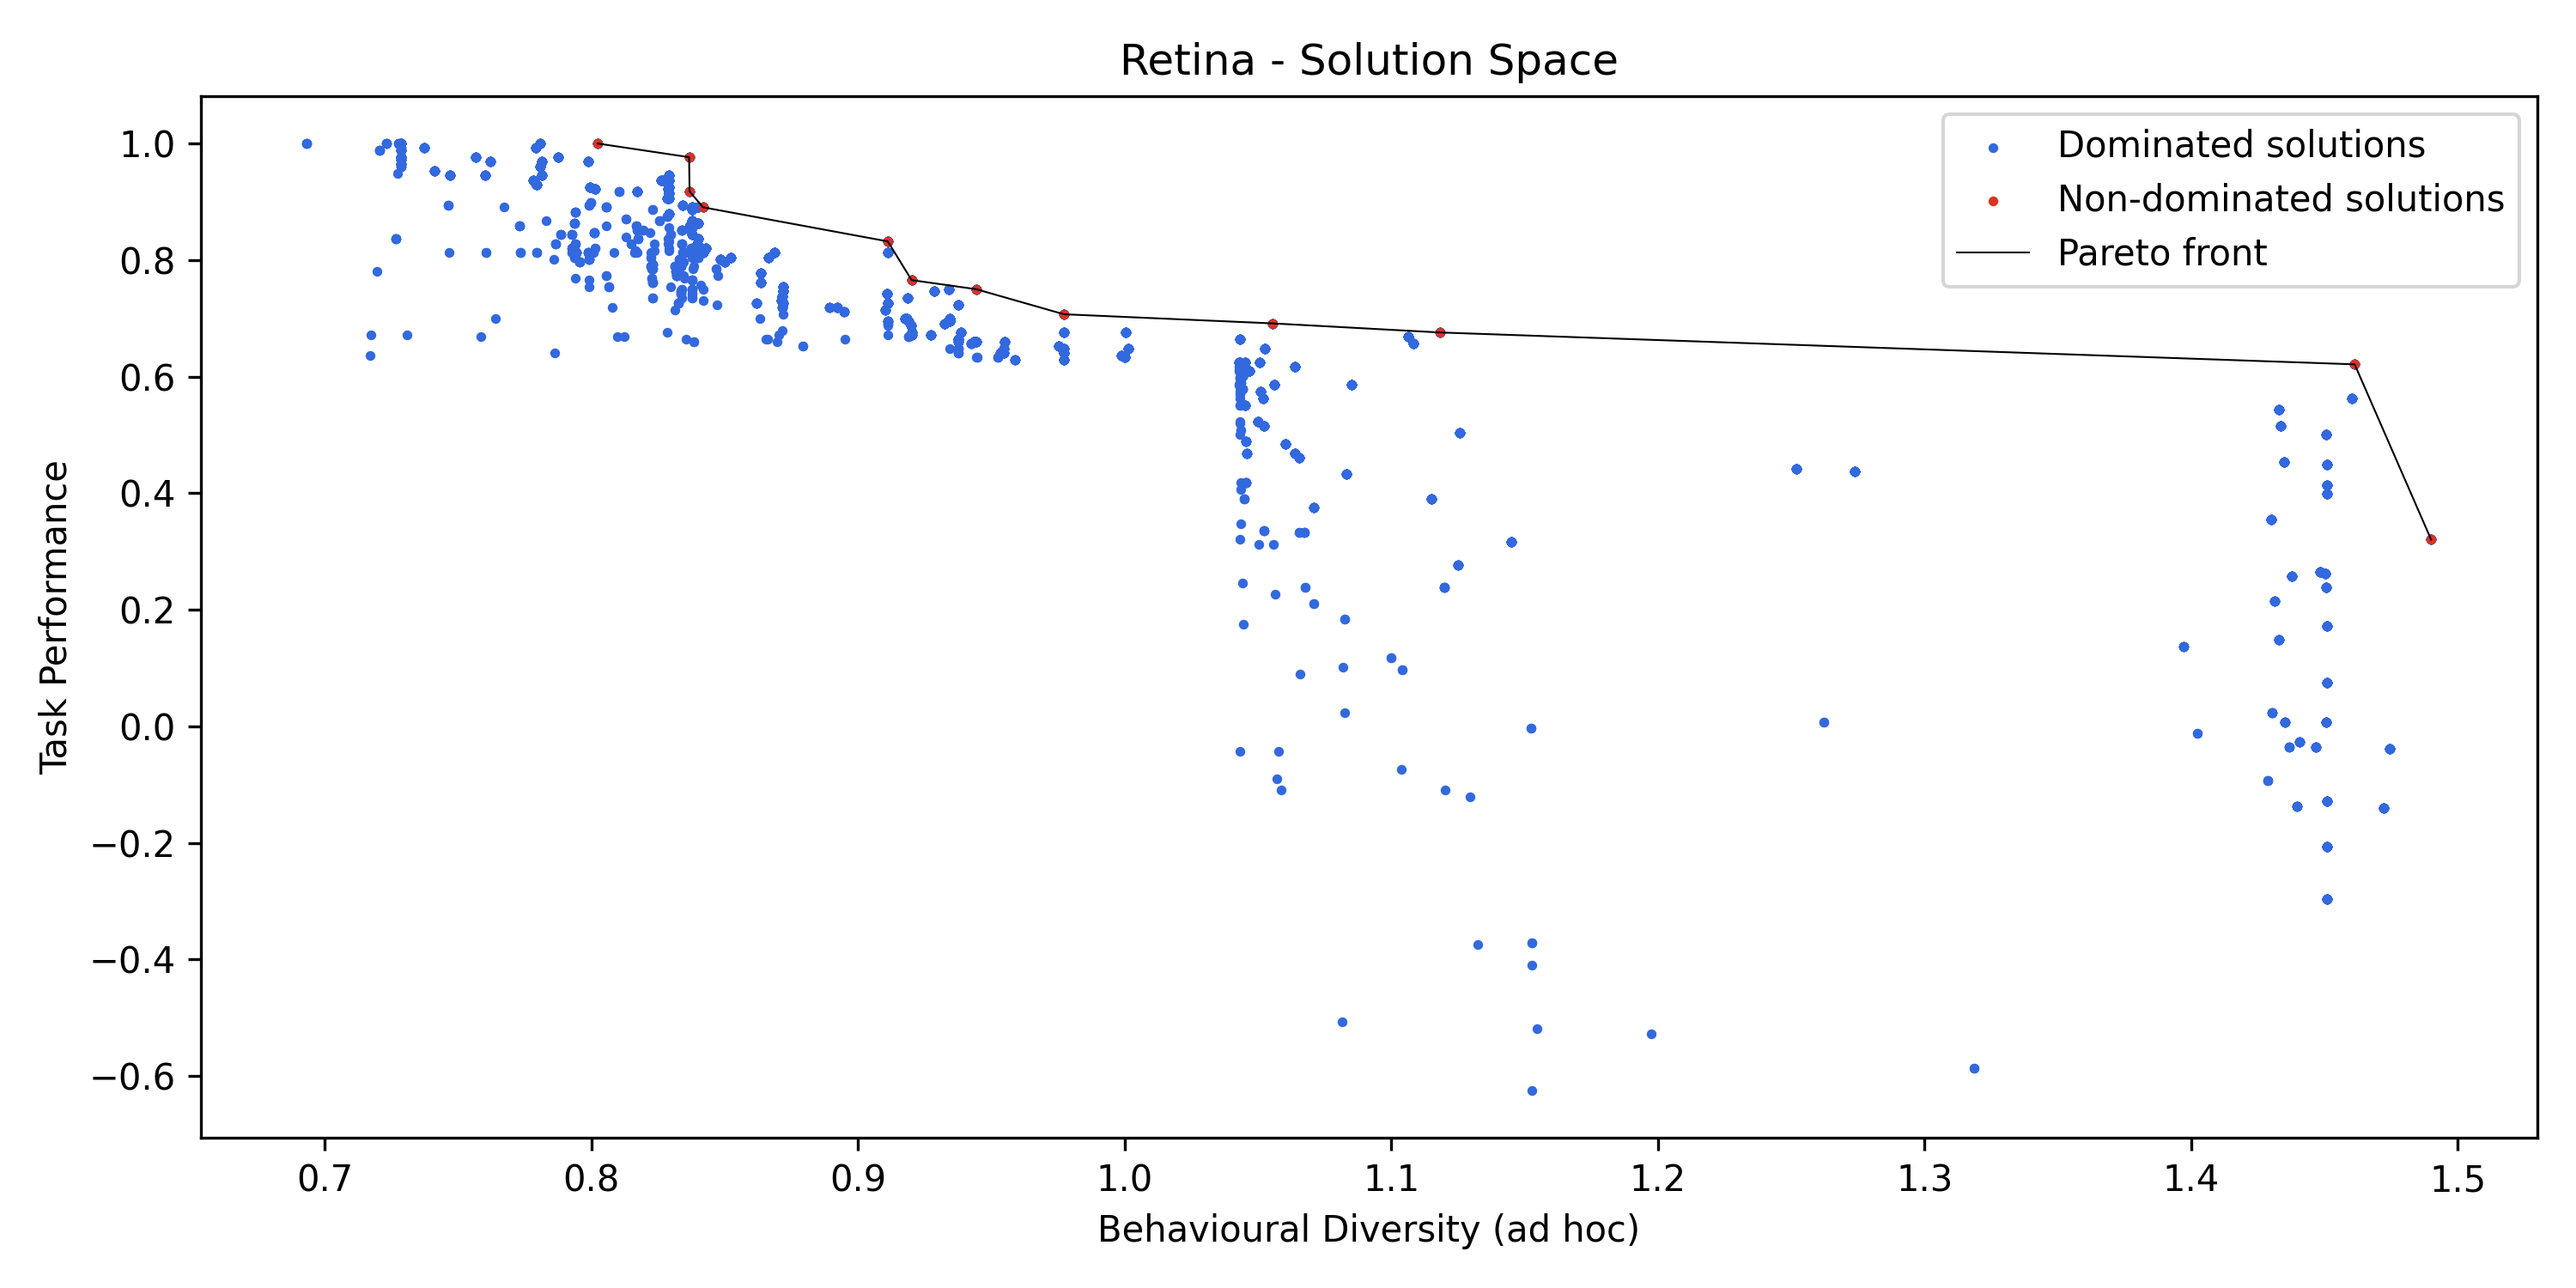 Retina - Solution Space
Dominated solutions
Non-dominated solutions
Pareto front
Task Performance
1.0
0.8
0.6
0.4
0.2
0.0
−0.2
−0.4
−0.6
0.7 0.8 0.9 1.0 1.1 1.2 1.3 1.4 1.5
Behavioural Diversity (ad hoc)